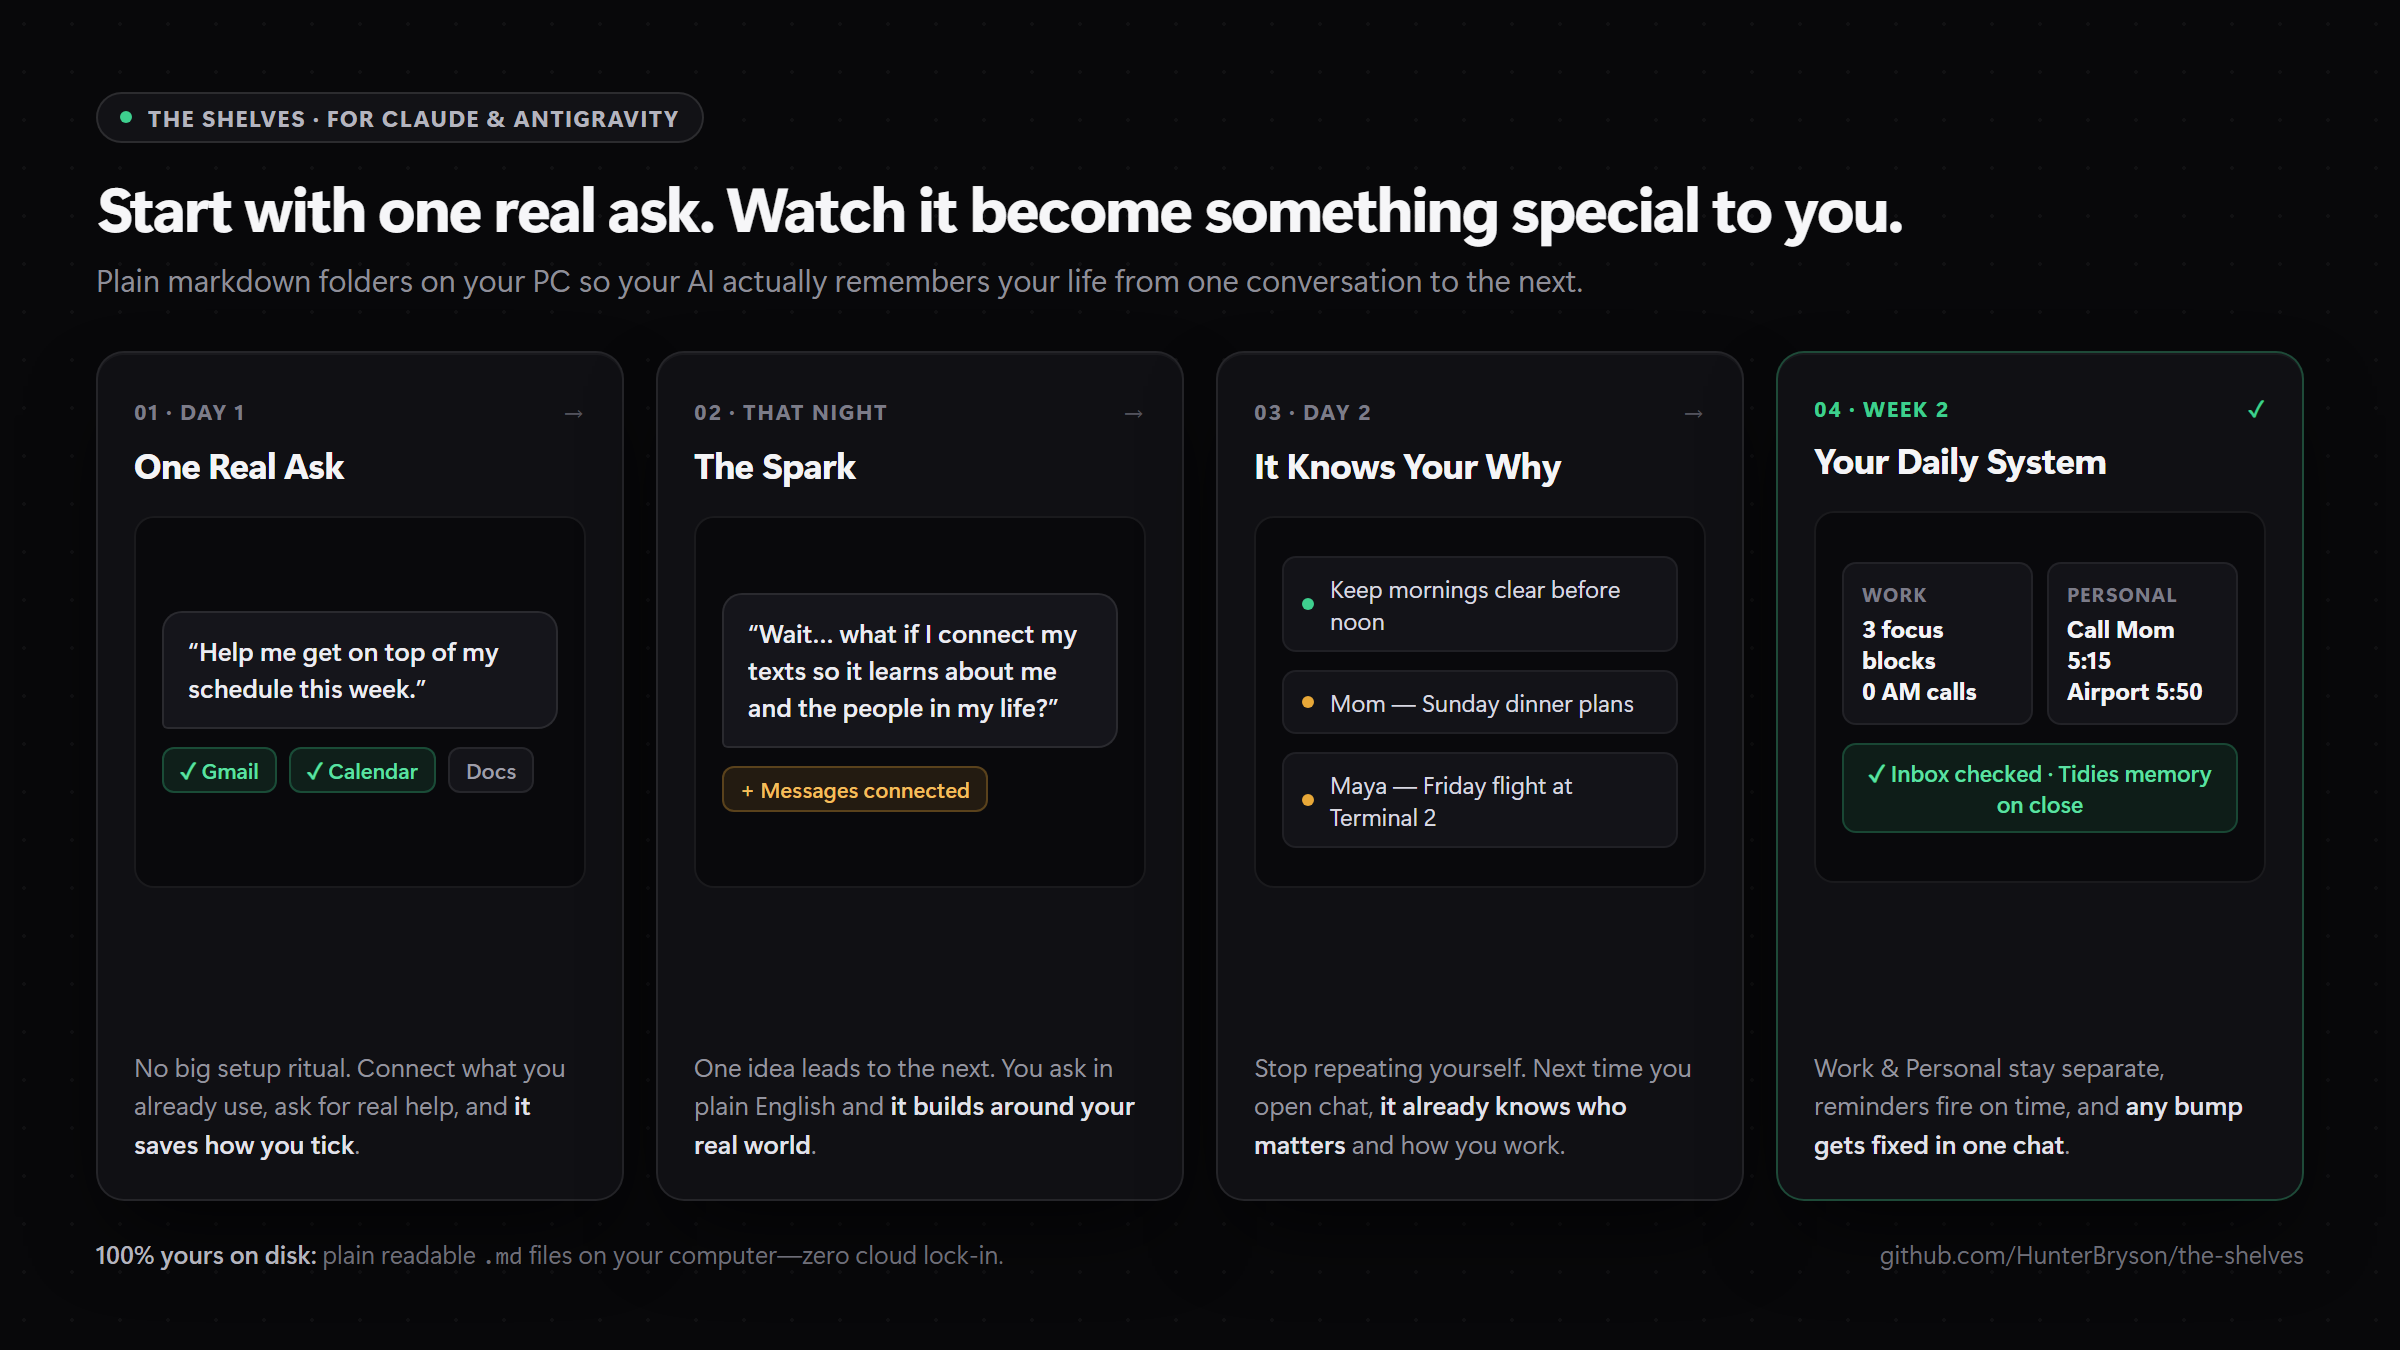 THE SHELVES · FOR CLAUDE & ANTIGRAVITY
Start with one real ask. Watch it become something special to you.
Plain markdown folders on your PC so your AI actually remembers your life from one conversation to the next.
01 · DAY 1 →
One Real Ask
“Help me get on top of my
schedule this week.”
✓ Gmail ✓ Calendar Docs
No big setup ritual. Connect what you
already use, ask for real help, and it
saves how you tick.
02 · THAT NIGHT →
The Spark
“Wait... what if I connect my
texts so it learns about me
and the people in my life?”
+ Messages connected
One idea leads to the next. You ask in
plain English and it builds around your
real world.
03 · DAY 2 →
It Knows Your Why
Keep mornings clear before
noon
Mom — Sunday dinner plans
Maya — Friday flight at
Terminal 2
Stop repeating yourself. Next time you
open chat, it already knows who
matters and how you work.
04 · WEEK 2 ✓
Your Daily System
WORK
3 focus
blocks
0 AM calls
PERSONAL
Call Mom
5:15
Airport 5:50
✓ Inbox checked · Tidies memory
on close
Work & Personal stay separate,
reminders fire on time, and any bump
gets fixed in one chat.
100% yours on disk: plain readable .md files on your computer—zero cloud lock-in.
github.com/HunterBryson/the-shelves